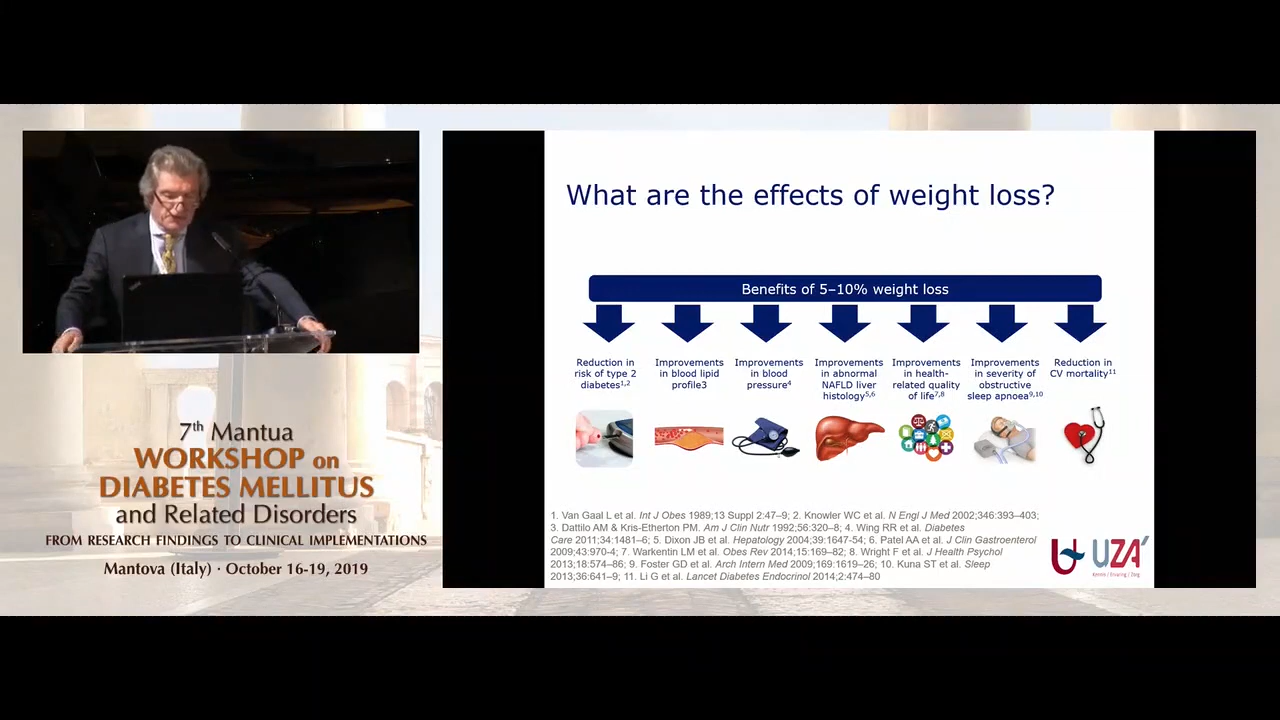 7th Mantua
WORKSHOP on
DIABETES MELLITUS
and Related Disorders
FROM RESEARCH FINDINGS TO CLINICAL IMPLEMENTATIONS
Mantova (Italy) · October 16-19, 2019
What are the effects of weight loss?
Benefits of 5–10% weight loss
Reduction in
risk of type 2
diabetes1,2
Improvements
in blood lipid
profile3
Improvements
in blood
pressure4
Improvements
in abnormal
NAFLD liver
histology5,6
Improvements
in health-
related quality
of life7,8
Improvements
in severity of
obstructive
sleep apnoea9,10
Reduction in
CV mortality11
1. Van Gaal L et al. Int J Obes 1989;13 Suppl 2:47–9; 2. Knowler WC et al. N Engl J Med 2002;346:393–403;
3. Dattilo AM & Kris-Etherton PM. Am J Clin Nutr 1992;56:320–8; 4. Wing RR et al. Diabetes
Care 2011;34:1481–6; 5. Dixon JB et al. Hepatology 2004;39:1647-54; 6. Patel AA et al. J Clin Gastroenterol
2009;43:970-4; 7. Warkentin LM et al. Obes Rev 2014;15:169–82; 8. Wright F et al. J Health Psychol
2013;18:574–86; 9. Foster GD et al. Arch Intern Med 2009;169:1619–26; 10. Kuna ST et al. Sleep
2013;36:641–9; 11. Li G et al. Lancet Diabetes Endocrinol 2014;2:474–80
UZA'